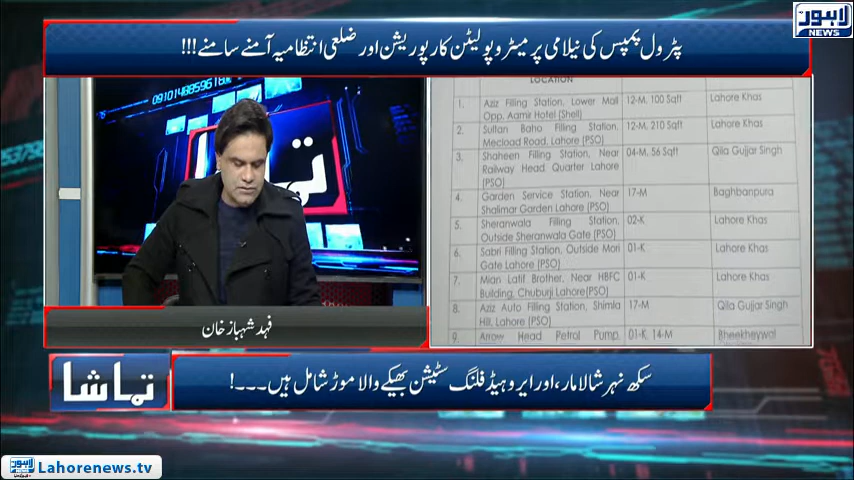 لاہور
NEWS
پٹرول پمپس کی نیلامی پر میٹروپولیٹن کارپوریشن اور ضلعی انتظامیہ آمنے سامنے!!!
09101488596180
تماشا
LOCATION
1. Aziz Filling Station, Lower Mall Opp. Aamir Hotel (Shell) 12-M, 100 Sqft Lahore Khas
2. Sultan Baho Filling Station, Mecload Road, Lahore (PSO) 12-M, 210 Sqft Lahore Khas
3. Shaheen Filling Station, Near Railway Head Quarter Lahore (PSO) 04-M, 56 Sqft Qila Gujjar Singh
4. Garden Service Station, Near Shalimar Garden Lahore (PSO) 17-M Baghbanpura
5. Sheranwala Filling Station, Outside Sheranwala Gate (PSO) 02-K Lahore Khas
6. Sabri Filling Station, Outside Mori Gate Lahore (PSO) 01-K Lahore Khas
7. Mian Latif Brother, Near HBFC Building, Chuburji Lahore(PSO) 01-K Lahore Khas
8. Aziz Auto Filling Station, Shimla Hill, Lahore (PSO) 17-M Qila Gujjar Singh
9. Arrow Head Petrol Pump, 01-K, 14-M Bheekheywal
فہد شہباز خان
تماشا
سکھ نہر شالامار، اور ایرو ہیڈ فلنگ سٹیشن بھیکے والا موڑ شامل ہیں۔۔۔!
Lahorenews.tv